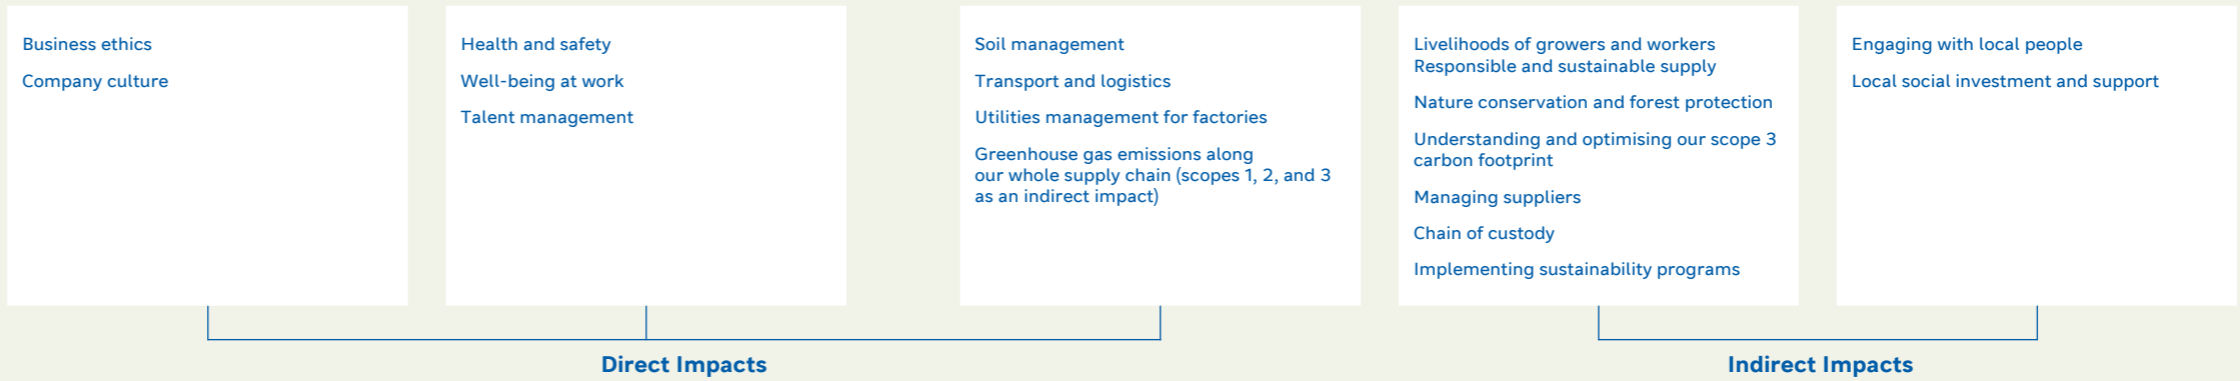 Business ethics
Company culture
Health and safety
Well-being at work
Talent management
Soil management
Transport and logistics
Utilities management for factories
Greenhouse gas emissions along
our whole supply chain (scopes 1, 2, and 3
as an indirect impact)
Livelihoods of growers and workers
Responsible and sustainable supply
Nature conservation and forest protection
Understanding and optimising our scope 3
carbon footprint
Managing suppliers
Chain of custody
Implementing sustainability programs
Engaging with local people
Local social investment and support
Direct Impacts
Indirect Impacts